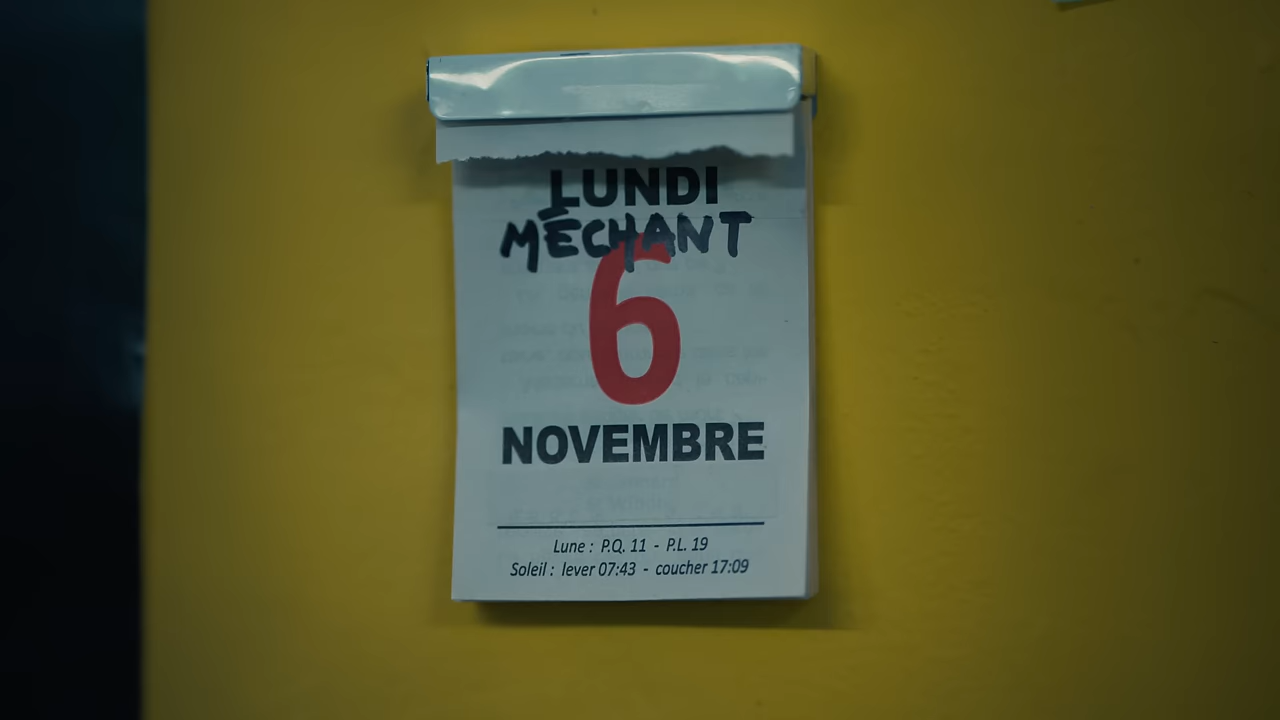 LUNDI
MÉCHANT
6
NOVEMBRE
Lune : P.Q. 11 - P.L. 19
Soleil : lever 07:43 - coucher 17:09